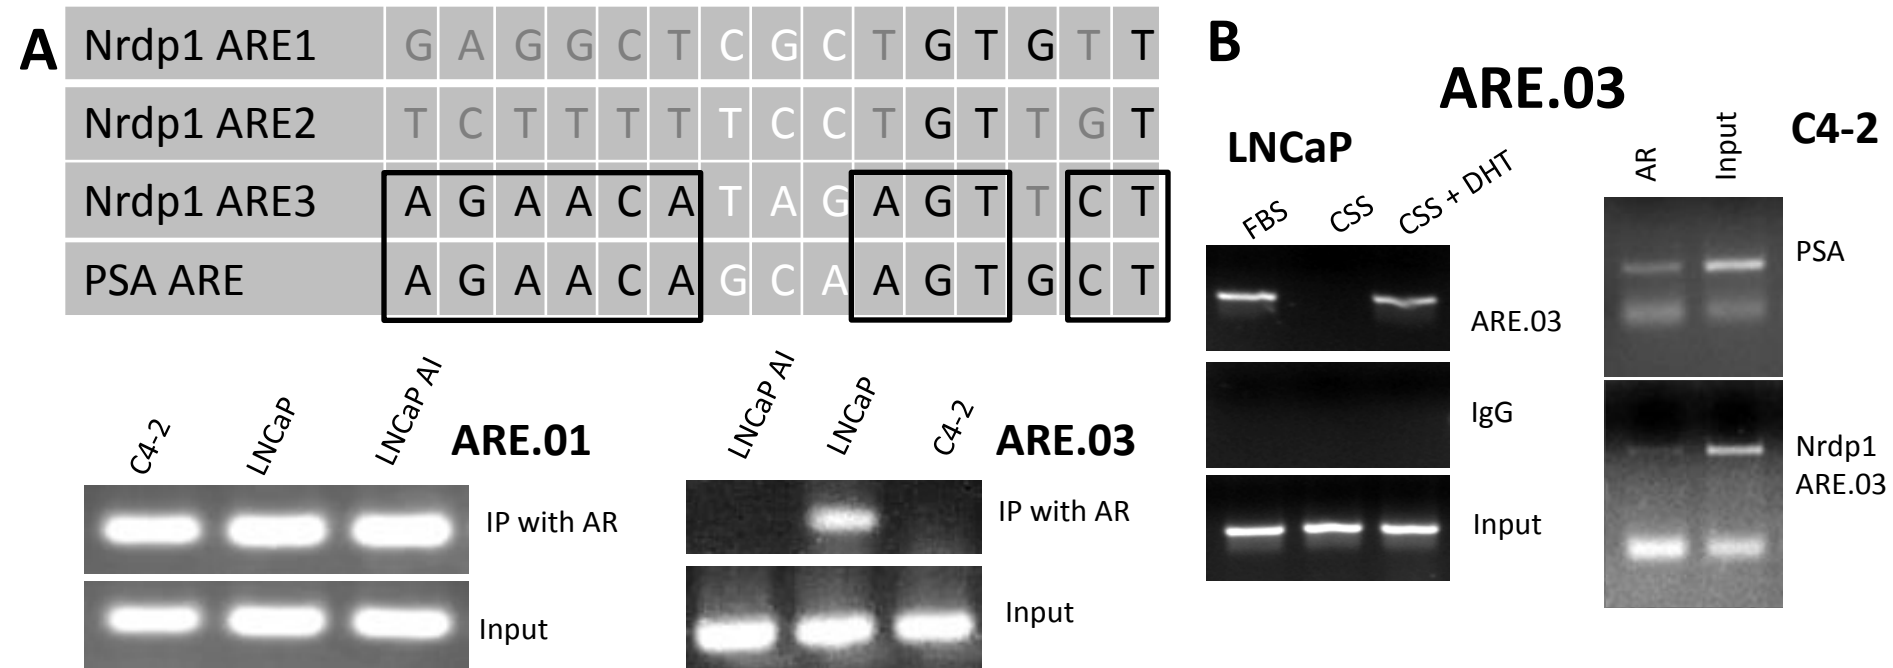 A
Nrdp1 ARE1 G A G G C T C G C T G T G T T
Nrdp1 ARE2 T C T T T T T C C T G T T G T
Nrdp1 ARE3 A G A A C A T A G A G T T C T
PSA ARE A G A A C A G C A A G T G C T
C4-2 LNCaP LNCaP AI ARE.01
IP with AR
Input
LNCaP AI LNCaP C4-2 ARE.03
IP with AR
Input
B
ARE.03
LNCaP
FBS CSS CSS + DHT
ARE.03
IgG
Input
AR Input C4-2
PSA
Nrdp1
ARE.03